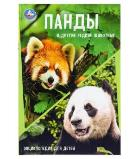 ПАНДЫ
И ДРУГИЕ РЕДКИЕ ЖИВОТНЫЕ
ЭНЦИКЛОПЕДИЯ ДЛЯ ДЕТЕЙ